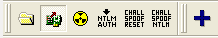 NTLM AUTH
CHALL SPOOF RESET
CHALL SPOOF NTLM